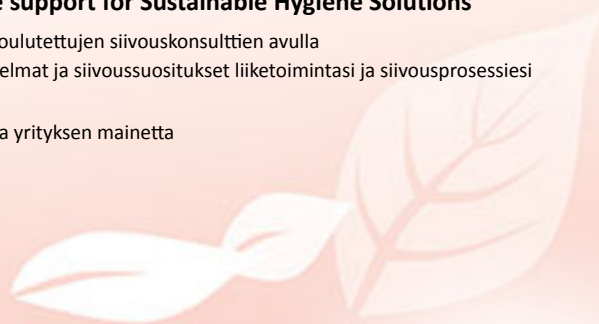 e support for Sustainable Hygiene Solutions
oulutettujen siivouskonsulttien avulla
elmat ja siivoussuositukset liiketoimintasi ja siivousprosessiesi
a yrityksen mainetta